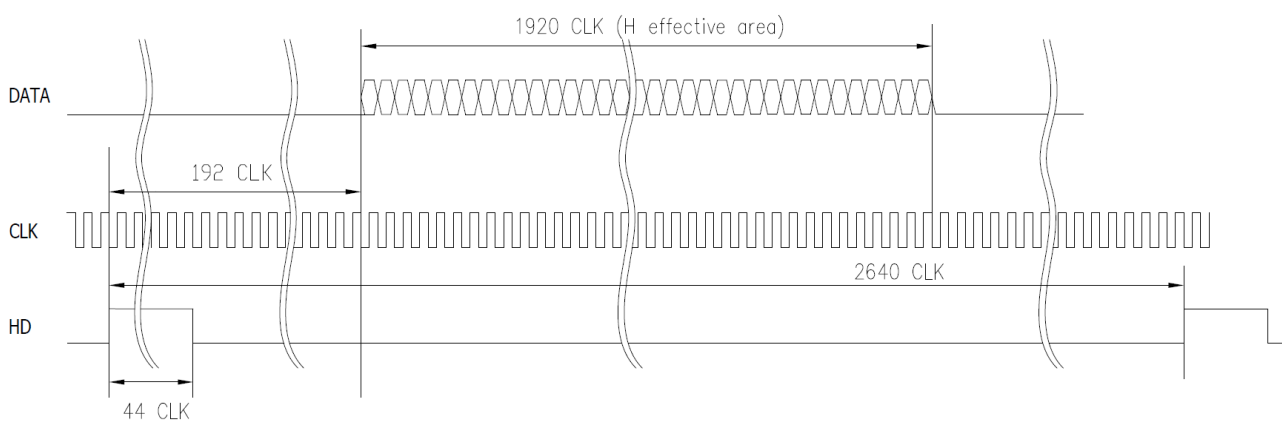 1920 CLK (H effective area)
DATA
192 CLK
CLK
2640 CLK
HD
44 CLK